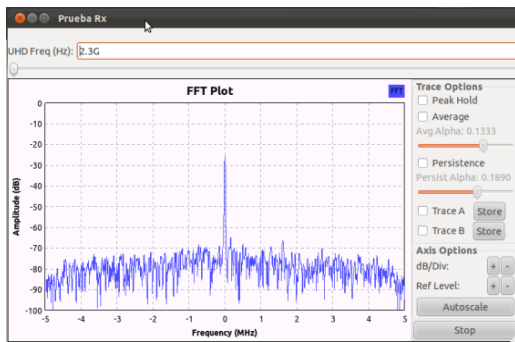 Prueba Rx
UHD Freq (Hz): 2.3G
FFT Plot
FFT
Amplitude (dB)
0
-10
-20
-30
-40
-50
-60
-70
-80
-90
-100
-5 -4 -3 -2 -1 0 1 2 3 4 5
Frequency (MHz)
Trace Options
Peak Hold
Average
Avg Alpha: 0.1333
Persistence
Persist Alpha: 0.1890
Trace A Store
Trace B Store
Axis Options
dB/Div: + -
Ref Level: + -
Autoscale
Stop